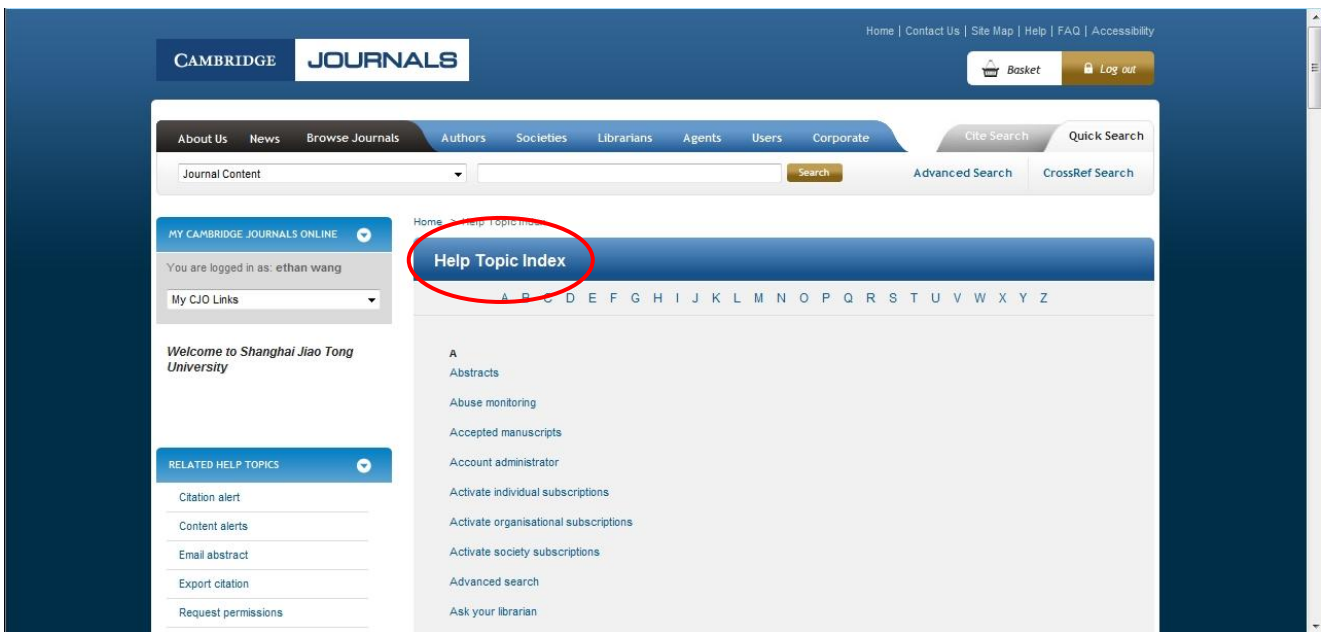 Home | Contact Us | Site Map | Help | FAQ | Accessibility
CAMBRIDGE JOURNALS
Basket Log out
About Us News Browse Journals Authors Societies Librarians Agents Users Corporate Cite Search Quick Search
Journal Content Search Advanced Search CrossRef Search
MY CAMBRIDGE JOURNALS ONLINE
You are logged in as: ethan wang
My CJO Links
Welcome to Shanghai Jiao Tong
University
RELATED HELP TOPICS
Citation alert
Content alerts
Email abstract
Export citation
Request permissions
Home > Help Topic Index
Help Topic Index
A B C D E F G H I J K L M N O P Q R S T U V W X Y Z
A
Abstracts
Abuse monitoring
Accepted manuscripts
Account administrator
Activate individual subscriptions
Activate organisational subscriptions
Activate society subscriptions
Advanced search
Ask your librarian